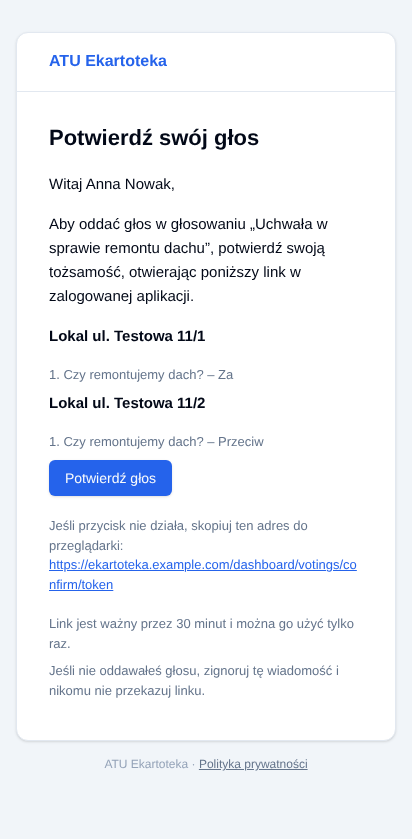 ATU Ekartoteka
Potwierdź swój głos
Witaj Anna Nowak,
Aby oddać głos w głosowaniu „Uchwała w
sprawie remontu dachu”, potwierdź swoją
tożsamość, otwierając poniższy link w
zalogowanej aplikacji.
Lokal ul. Testowa 11/1
1. Czy remontujemy dach? – Za
Lokal ul. Testowa 11/2
1. Czy remontujemy dach? – Przeciw
Potwierdź głos
Jeśli przycisk nie działa, skopiuj ten adres do
przeglądarki:
https://ekartoteka.example.com/dashboard/votings/co
nfirm/token
Link jest ważny przez 30 minut i można go użyć tylko
raz.
Jeśli nie oddawałeś głosu, zignoruj tę wiadomość i
nikomu nie przekazuj linku.
ATU Ekartoteka · Polityka prywatności